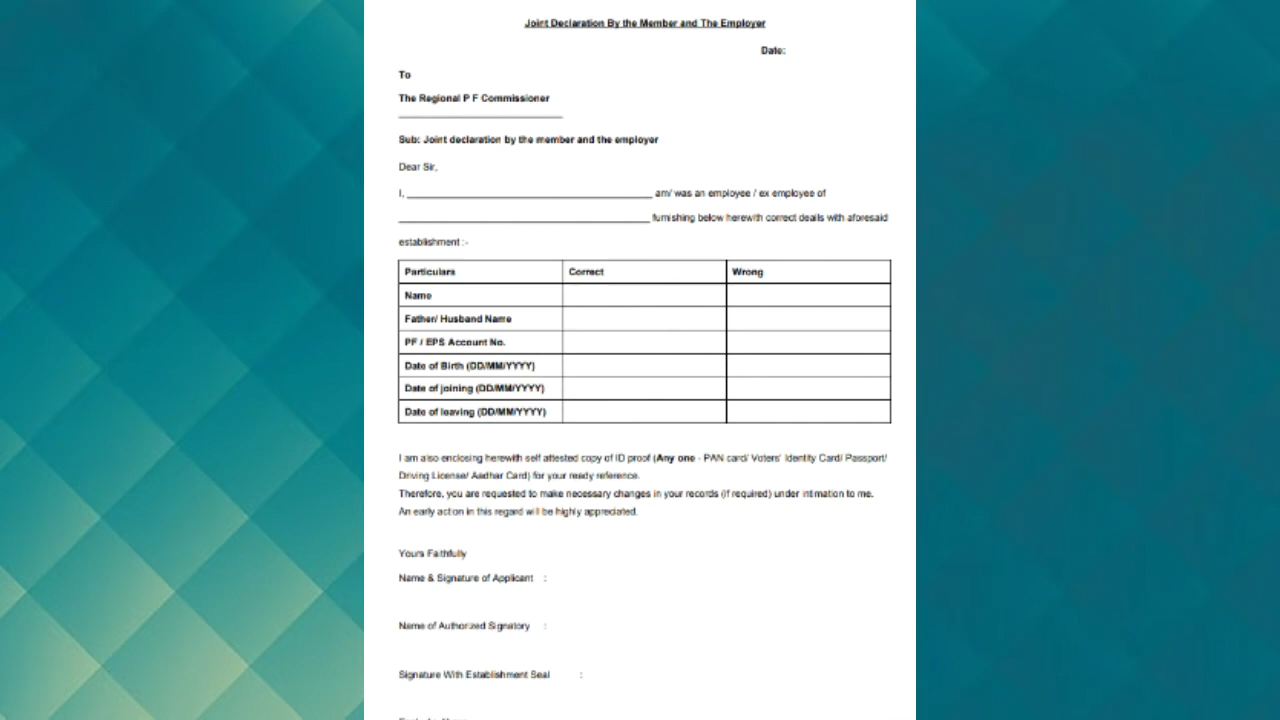 Joint Declaration By the Member and The Employer
Date:
To
The Regional P F Commissioner
Sub: Joint declaration by the member and the employer
Dear Sir,
I, ______________________ am/ was an employee / ex employee of
______________________ furnishing below herewith correct deails with aforesaid
establishment :-
Particulars Correct Wrong
Name
Father/ Husband Name
PF / EPS Account No.
Date of Birth (DD/MM/YYYY)
Date of joining (DD/MM/YYYY)
Date of leaving (DD/MM/YYYY)
I am also enclosing herewith self attested copy of ID proof (Any one - PAN card/ Voters' Identity Card/ Passport/
Driving License/ Aadhar Card) for your ready reference.
Therefore, you are requested to make necessary changes in your records (if required) under intimation to me.
An early action in this regard will be highly appreciated.
Yours Faithfully
Name & Signature of Applicant :
Name of Authorized Signatory :
Signature With Establishment Seal :